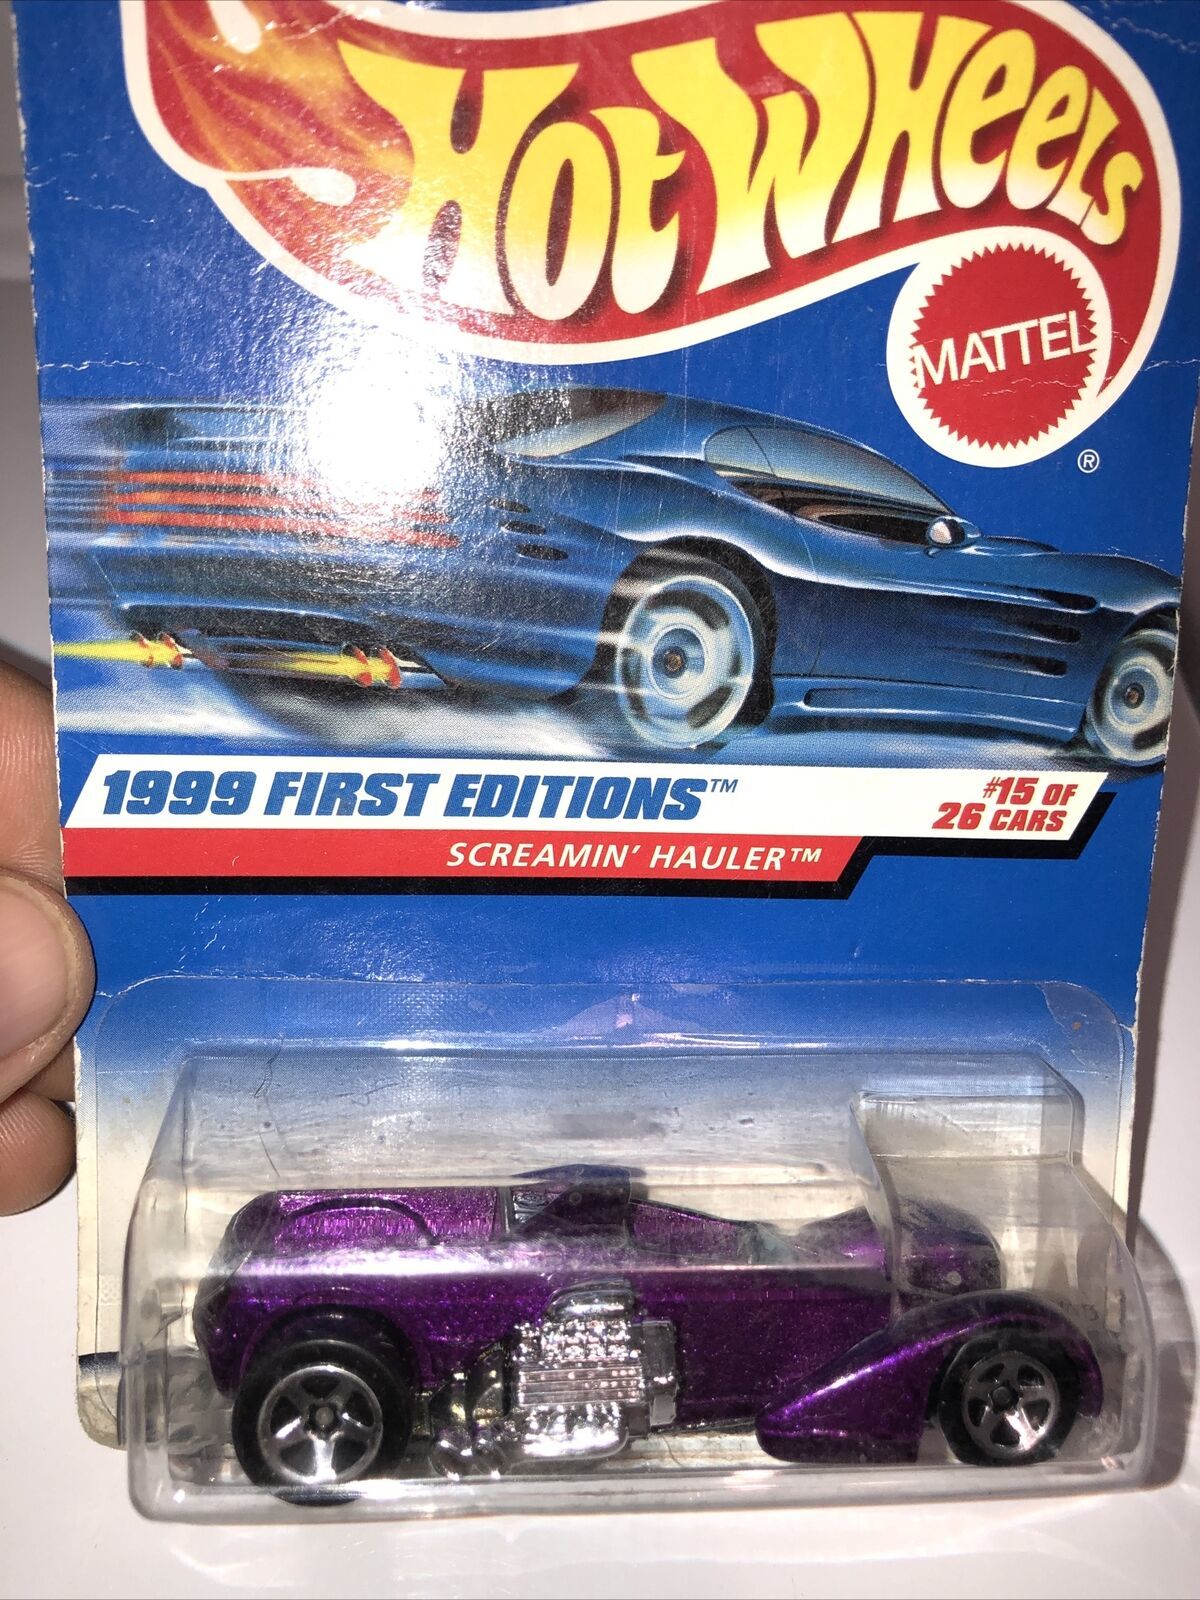 Hot Wheels
MATTEL
®
1999 FIRST EDITIONS™
#15 OF
26 CARS
SCREAMIN' HAULER™